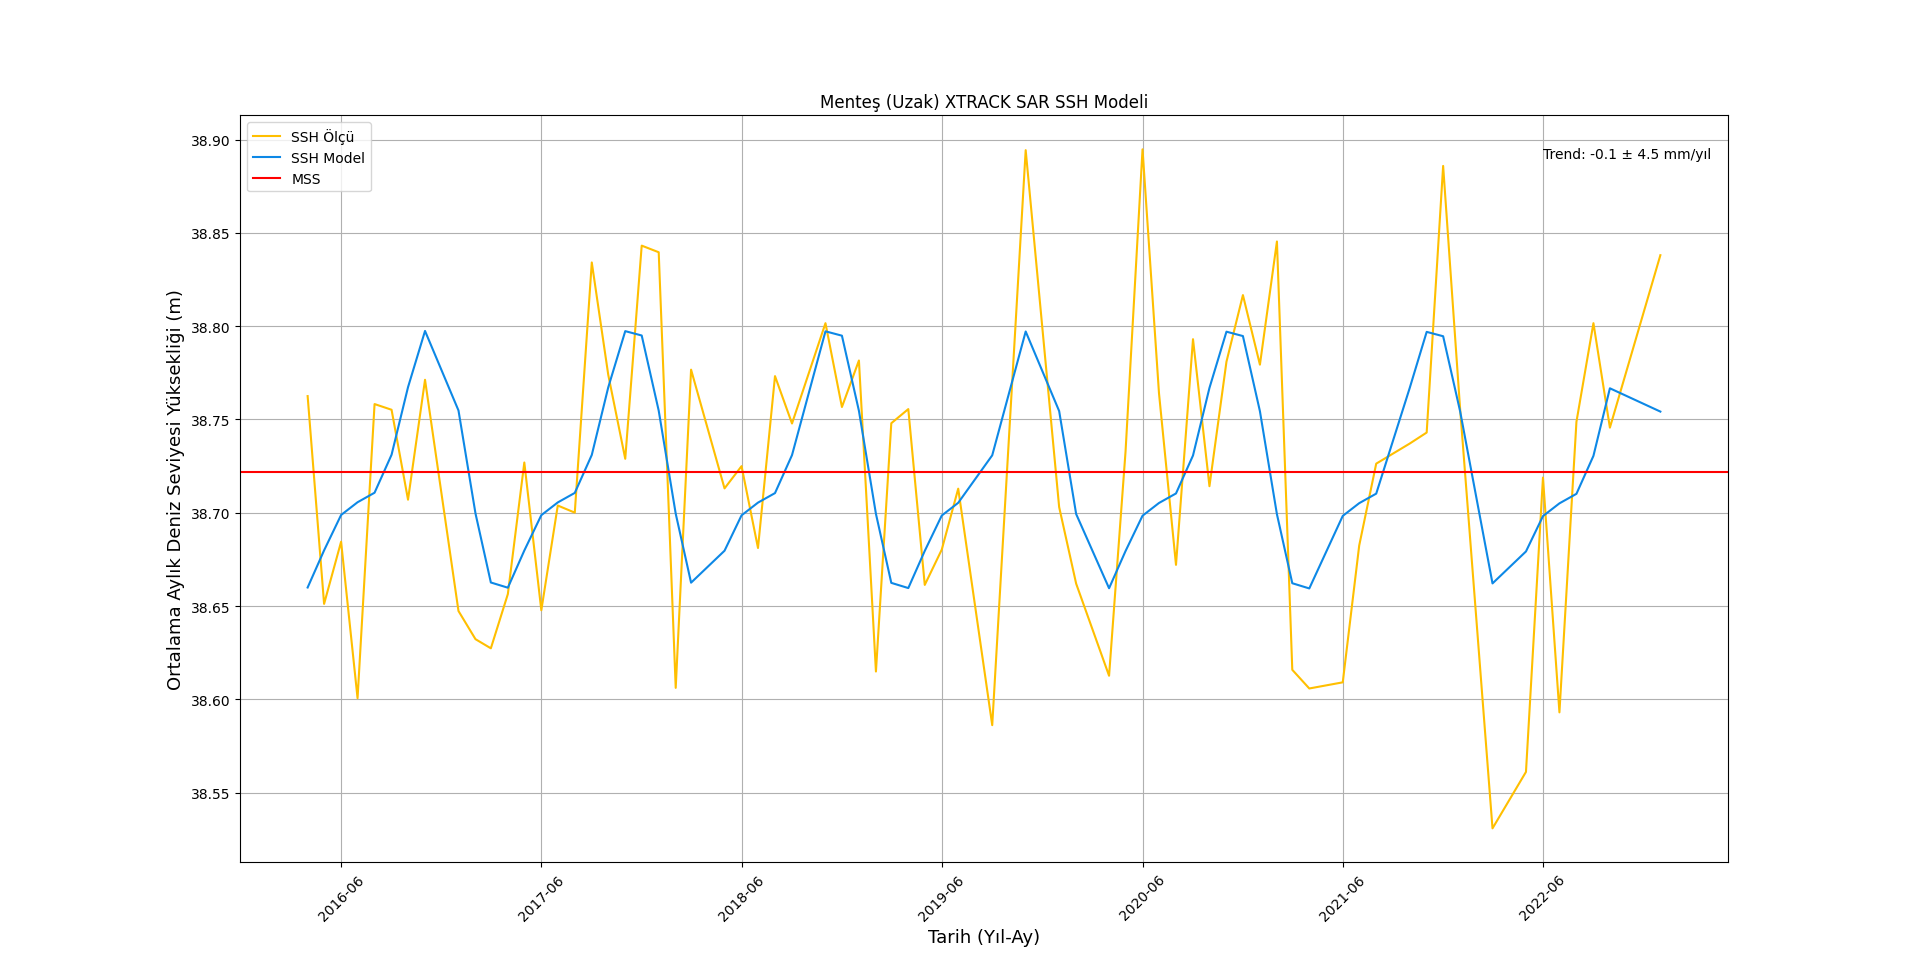 Menteş (Uzak) XTRACK SAR SSH Modeli
SSH Ölçü
SSH Model
MSS
Trend: -0.1 ± 4.5 mm/yıl
Ortalama Aylık Deniz Seviyesi Yüksekliği (m)
38.90
38.85
38.80
38.75
38.70
38.65
38.60
38.55
2016-06
2017-06
2018-06
2019-06
2020-06
2021-06
2022-06
Tarih (Yıl-Ay)